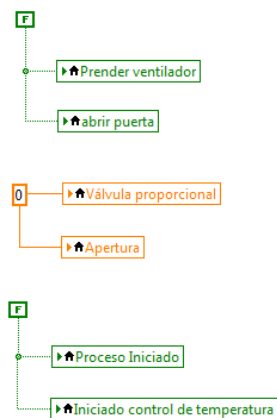 F
Prender ventilador
abrir puerta
0
Válvula proporcional
Apertura
F
Proceso Iniciado
Iniciado control de temperatura